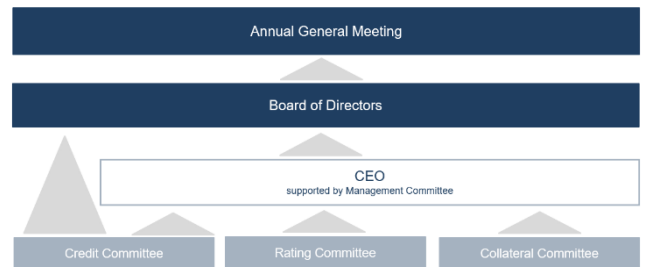 Annual General Meeting
Board of Directors
CEO
supported by Management Committee
Credit Committee
Rating Committee
Collateral Committee